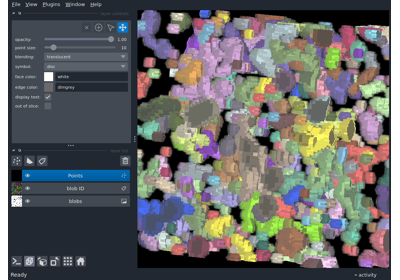 File View Plugins Window Help
opacity: 1.00
point size: 10
blending: translucent
symbol: disc
face color: white
edge color: dimgrey
display text: ✓
out of slice:
Points
blob ID
blobs
Ready
activity